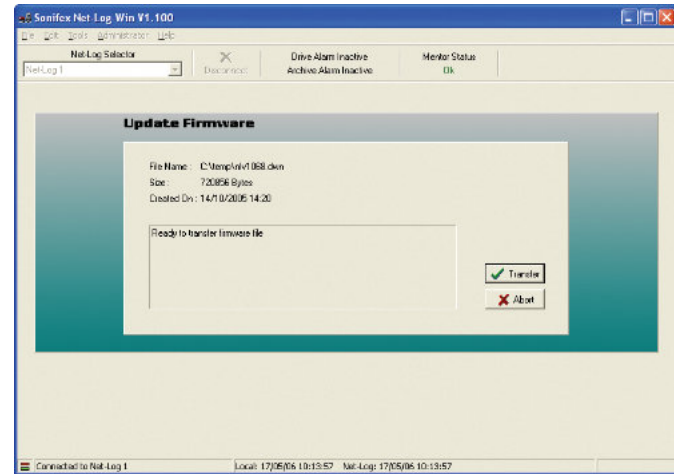 Sonifex Net Log Win V1.100
File Edit Tools Administrator Help
Net-Log Selector
Net-Log 1
Disconnect
Drive Alarm Inactive
Archive Alarm Inactive
Mentor Status
Ok
Update Firmware
File Name : C:\temp\nlv1068.dwn
Size : 720856 Bytes
Created On : 14/10/2005 14:20
Ready to transfer firmware file
Transfer
Abort
Connected to Net-Log 1
Local: 17/05/06 10:13:57 Net-Log: 17/05/06 10:13:57